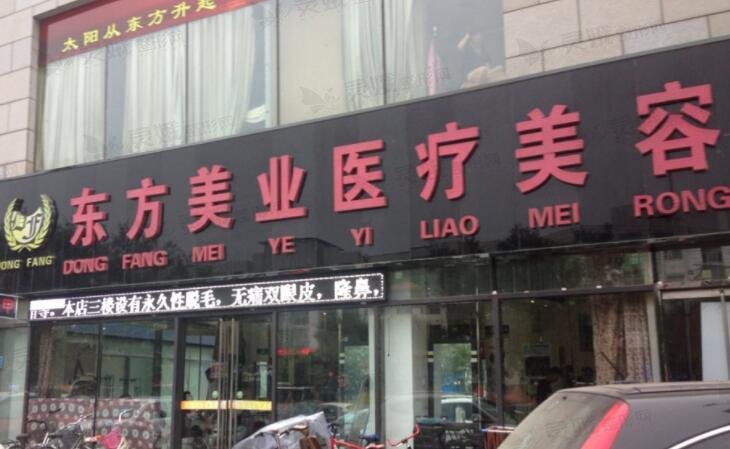 太阳从东方升起
东方美业医疗美容
DONG FANG MEI YE YI LIAO MEI RONG
DONG FANG
等。本店三楼设有永久性脱毛，无痛双眼皮，隆鼻，